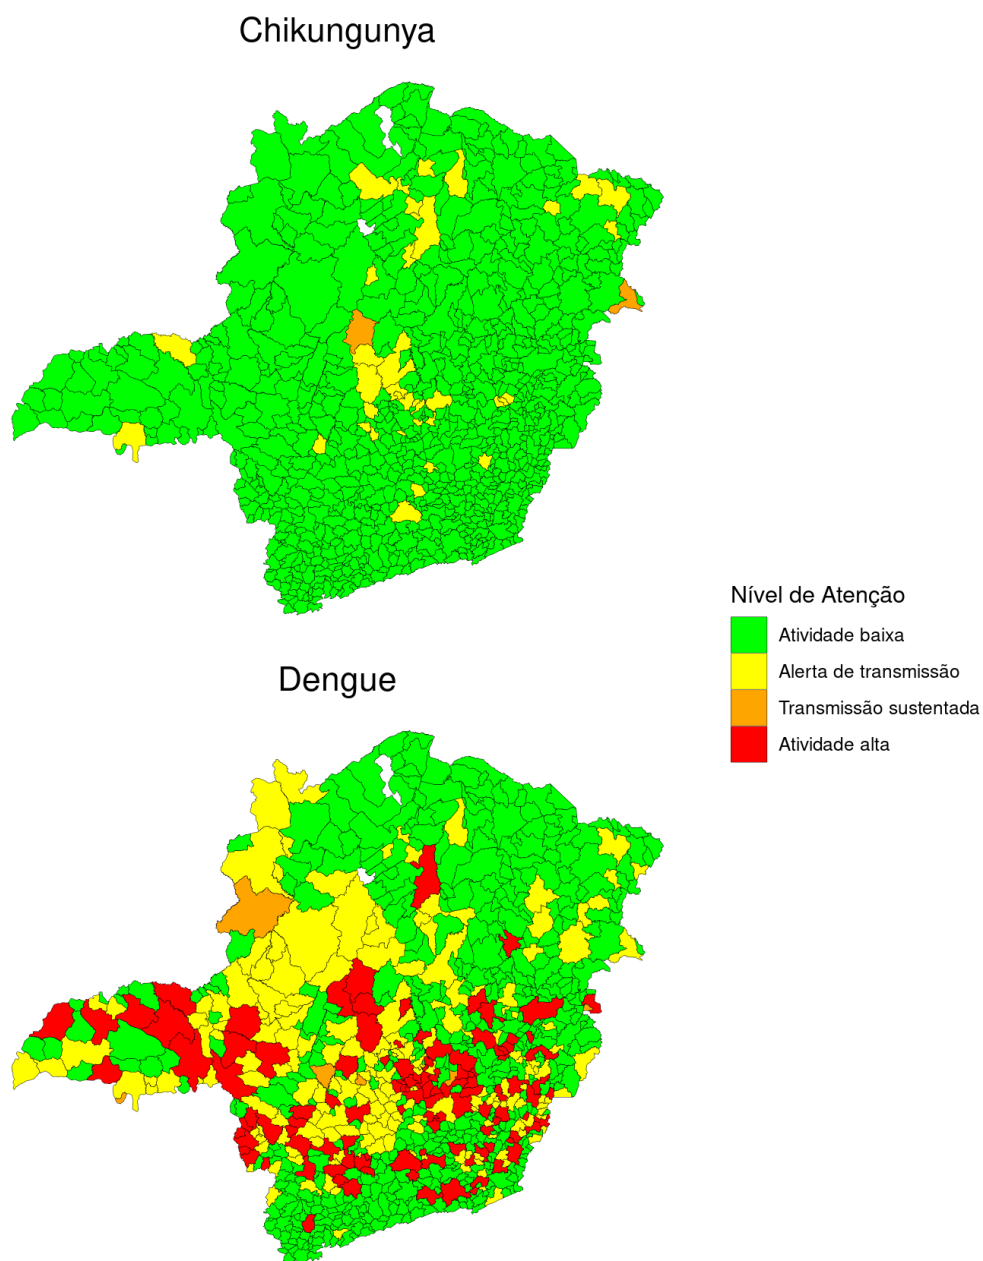 Chikungunya
Nível de Atenção
Atividade baixa
Alerta de transmissão
Transmissão sustentada
Atividade alta
Dengue